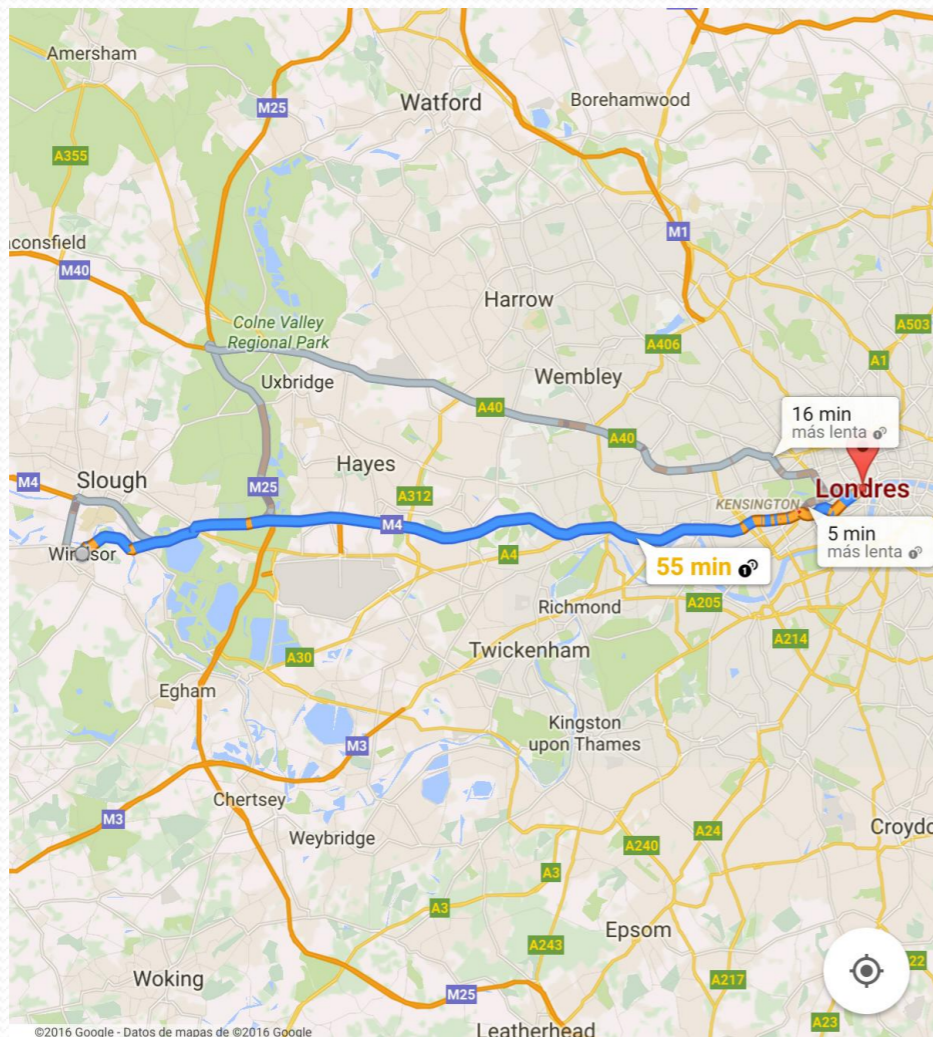 Amersham
M25
Watford
Borehamwood
A355
M1
aconsfield
M40
Harrow
Colne Valley
Regional Park
A503
A406
A1
Wembley
Uxbridge
A40
16 min
más lenta
A40
Hayes
Slough
M4
M25
A312
Londres
KENSINGTON
M4
5 min
más lenta
Windsor
A4
55 min
Richmond
A205
A214
Twickenham
A30
Egham
Kingston
upon Thames
M3
Chertsey
M3
Weybridge
A24
Croydo
A240
A3
A3
Epsom
A243
22
Woking
A217
M25
A23
Leatherhead
©2016 Google - Datos de mapas de ©2016 Google